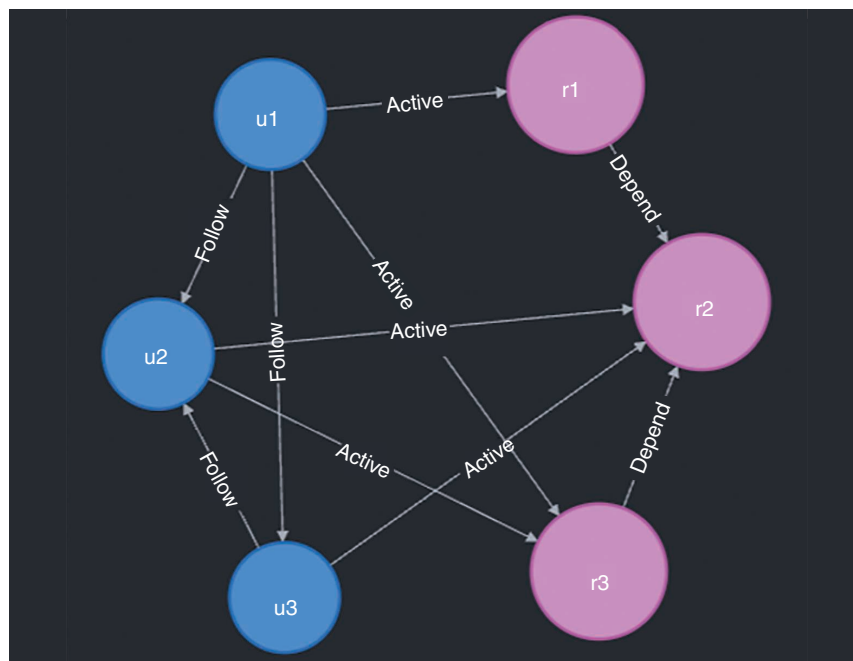 r1
Active
u1
Depend
Follow
Active
r2
Active
Follow
u2
Depend
Active
Active
Follow
r3
u3